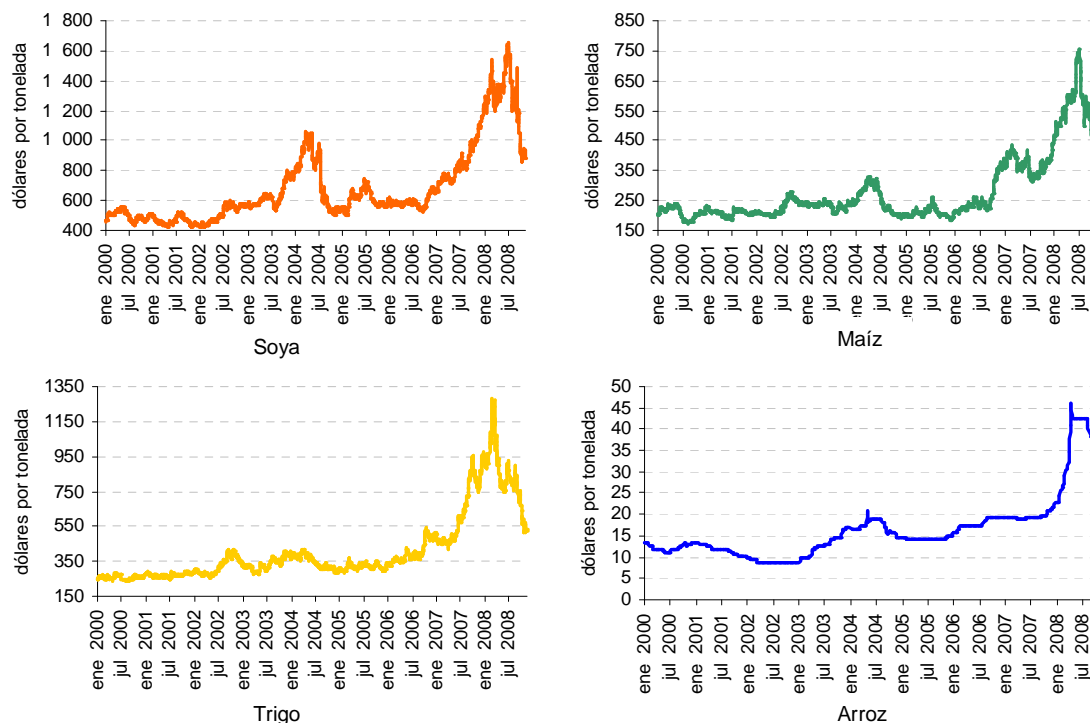 1 800
1 600
1 400
1 200
1 000
800
600
400
dólares por tonelada
ene 2000
jul 2000
ene 2001
jul 2001
ene 2002
jul 2002
ene 2003
jul 2003
ene 2004
jul 2004
ene 2005
jul 2005
ene 2006
jul 2006
ene 2007
jul 2007
ene 2008
jul 2008
Soya
850
750
650
550
450
350
250
150
dólares por tonelada
ene 2000
jul 2000
ene 2001
jul 2001
ene 2002
jul 2002
ene 2003
jul 2003
ene 2004
jul 2004
ene 2005
jul 2005
ene 2006
jul 2006
ene 2007
jul 2007
ene 2008
jul 2008
Maíz
1350
1150
950
750
550
350
150
dólares por tonelada
ene 2000
jul 2000
ene 2001
jul 2001
ene 2002
jul 2002
ene 2003
jul 2003
ene 2004
jul 2004
ene 2005
jul 2005
ene 2006
jul 2006
ene 2007
jul 2007
ene 2008
jul 2008
Trigo
50
45
40
35
30
25
20
15
10
5
0
dólares por tonelada
ene 2000
jul 2000
ene 2001
jul 2001
ene 2002
jul 2002
ene 2003
jul 2003
ene 2004
jul 2004
ene 2005
jul 2005
ene 2006
jul 2006
ene 2007
jul 2007
ene 2008
jul 2008
Arroz